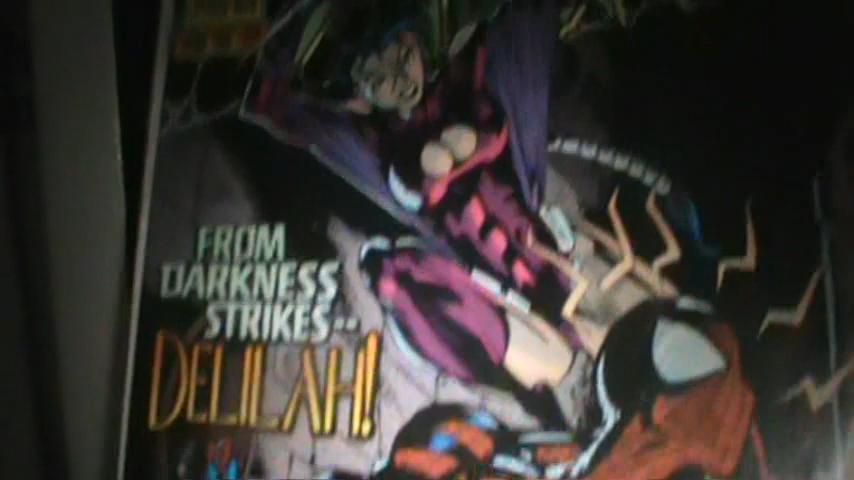 FROM
DARKNESS
STRIKES--
DELILAH!